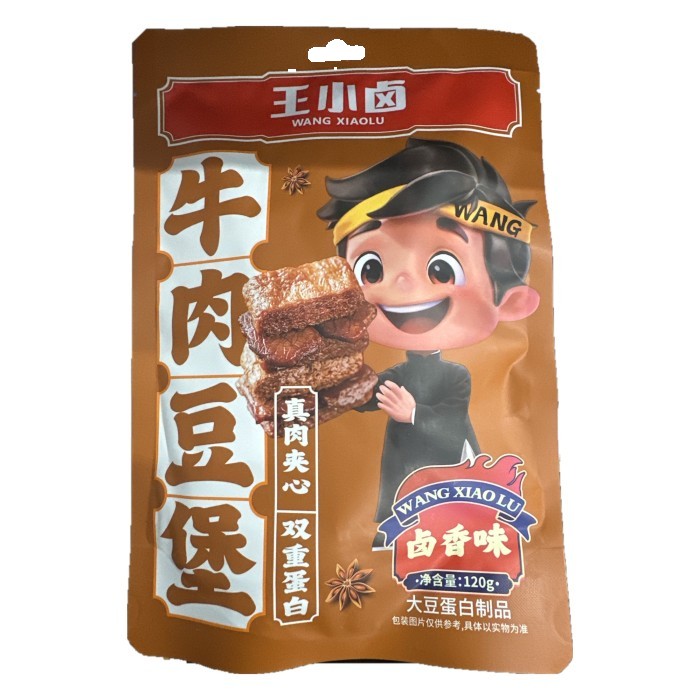 王小卤
WANG XIAOLU
牛肉豆堡
WANG
真肉夹心
双重蛋白
WANG XIAO LU
卤香味
·净含量:120g·
大豆蛋白制品
包装图片仅供参考,具体以实物为准